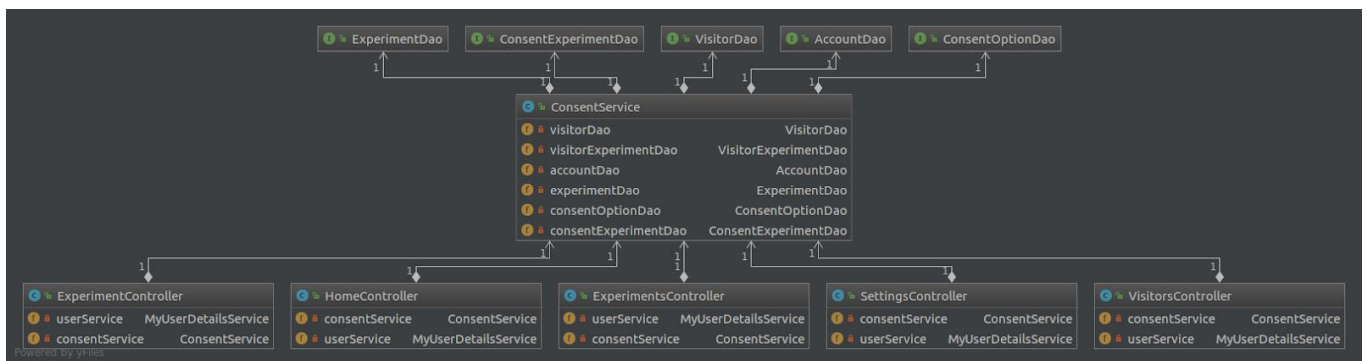 ExperimentDao
ConsentExperimentDao
VisitorDao
AccountDao
ConsentOptionDao
1 1 1 1 1
1 1 1 1 1
ConsentService
visitorDao VisitorDao
visitorExperimentDao VisitorExperimentDao
accountDao AccountDao
experimentDao ExperimentDao
consentOptionDao ConsentOptionDao
consentExperimentDao ConsentExperimentDao
1 1 1 1 1
1 1 1 1 1
ExperimentController
userService MyUserDetailsService
consentService ConsentService
HomeController
consentService ConsentService
userService MyUserDetailsService
ExperimentsController
userService MyUserDetailsService
consentService ConsentService
SettingsController
consentService ConsentService
userService MyUserDetailsService
VisitorsController
consentService ConsentService
userService MyUserDetailsService
Powered by yFiles